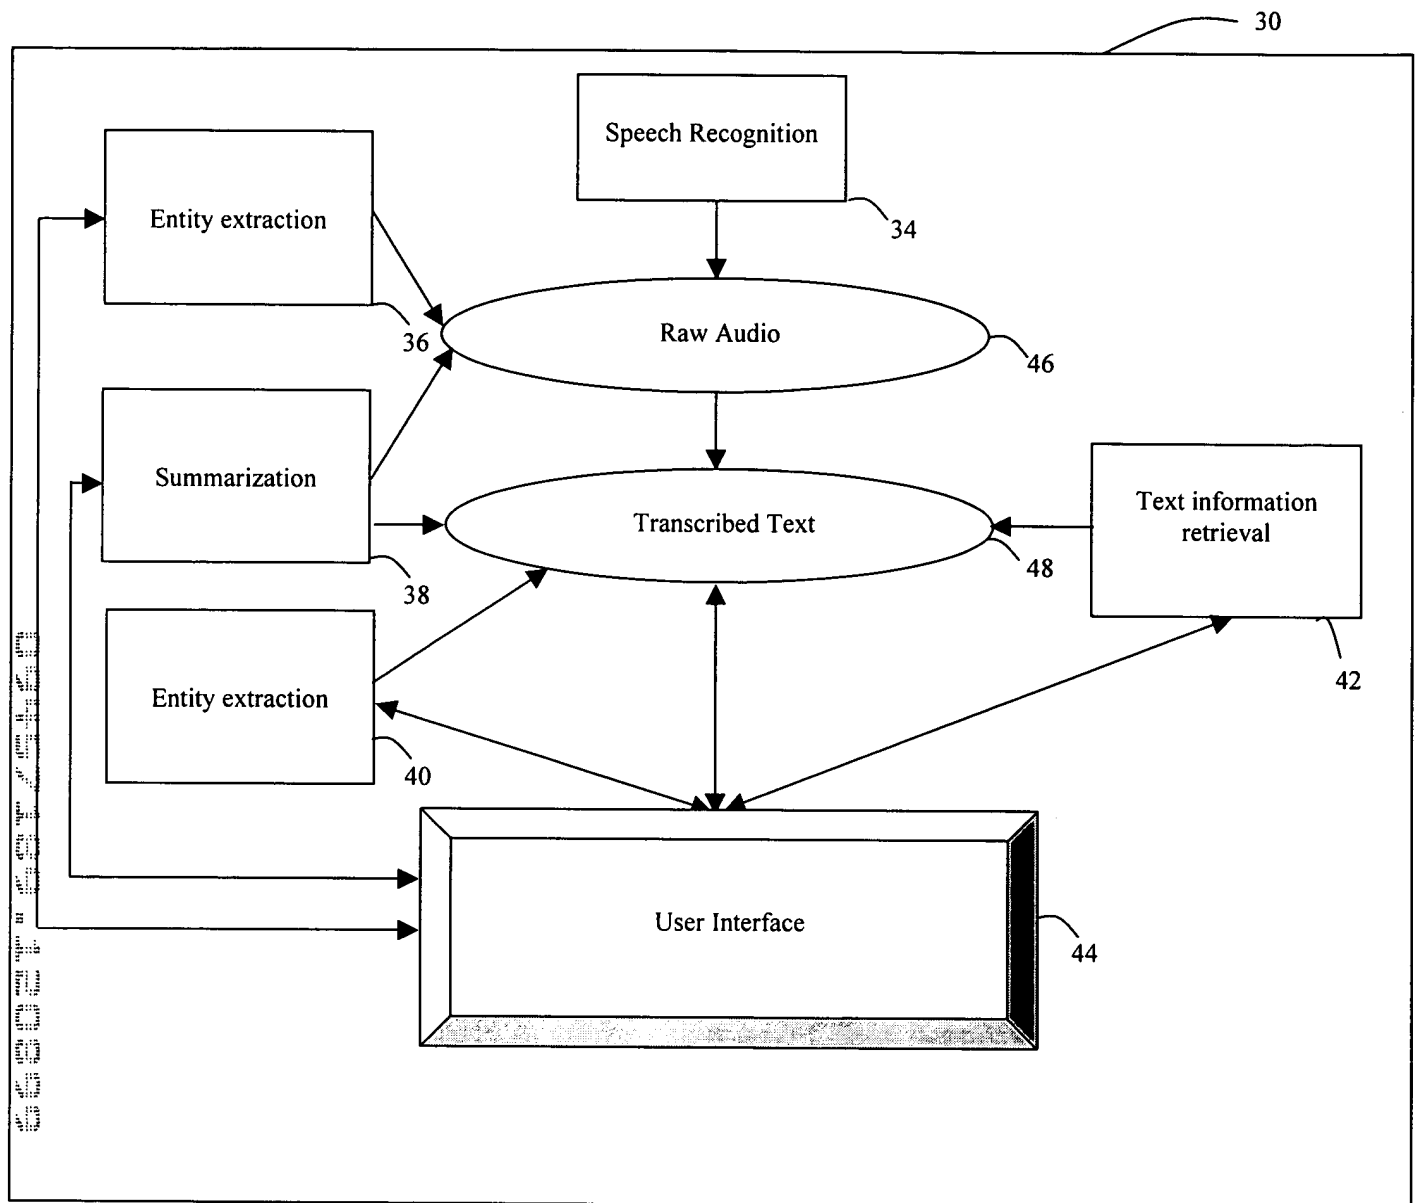 30
Speech Recognition
34
Entity extraction
36
Raw Audio
46
Summarization
38
Transcribed Text
48
Text information
retrieval
42
Entity extraction
40
User Interface
44